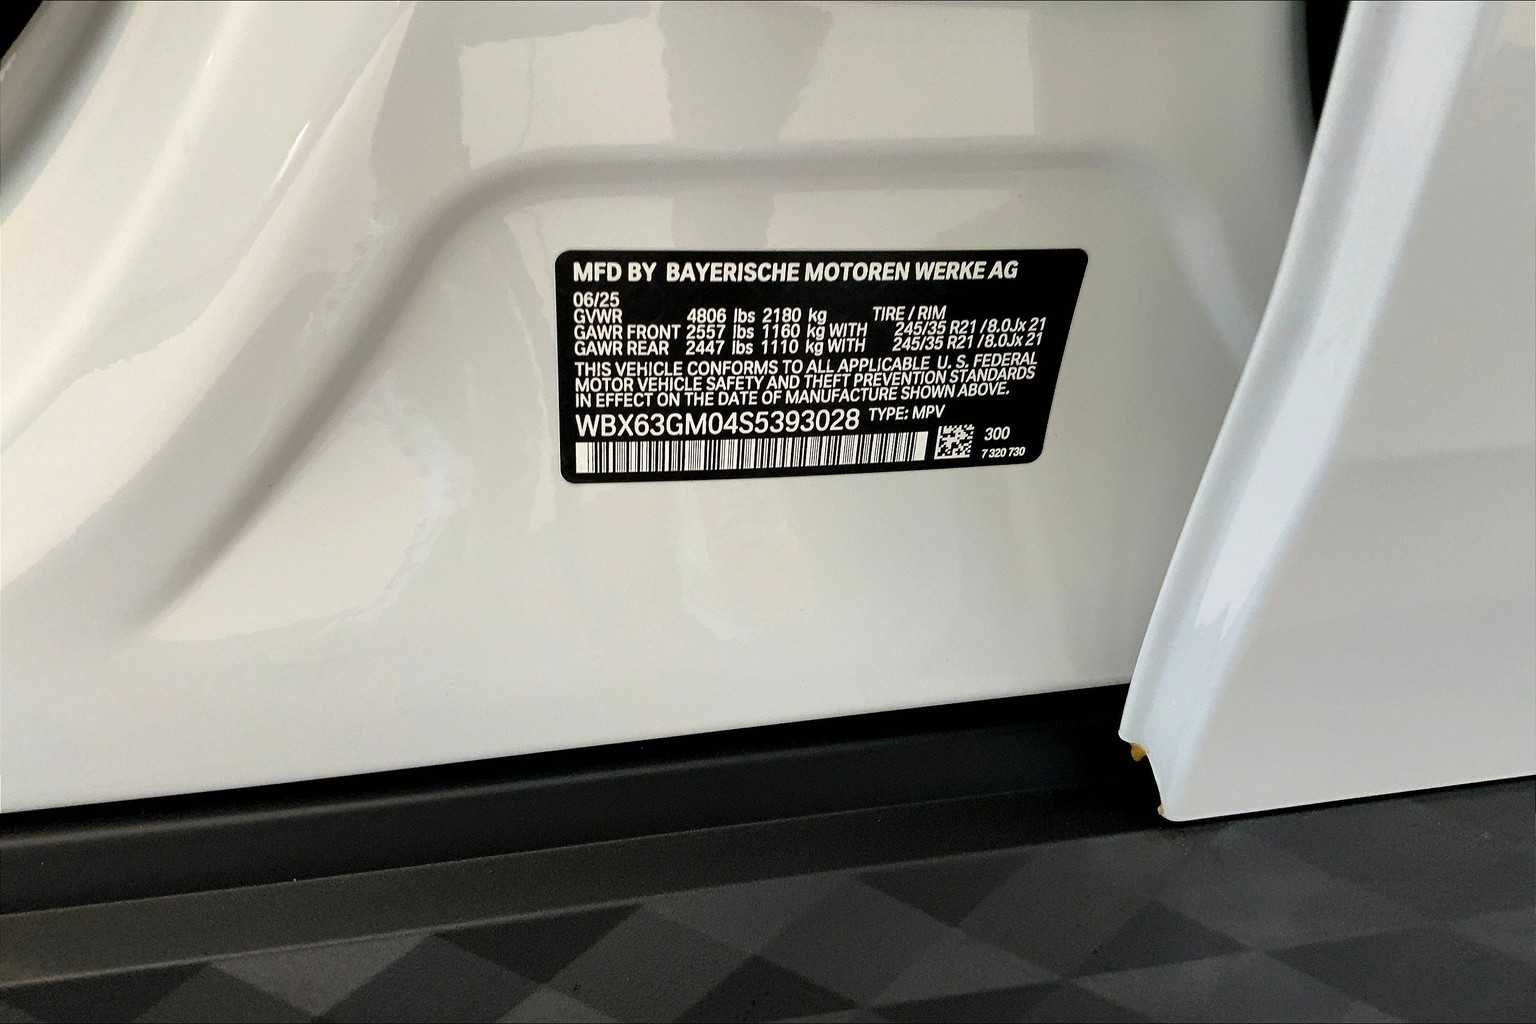 MFD BY BAYERISCHE MOTOREN WERKE AG
06/25
GVWR 4806 lbs 2180 kg TIRE / RIM
GAWR FRONT 2557 lbs 1160 kg WITH 245/35 R21 /8.0Jx 21
GAWR REAR 2447 lbs 1110 kg WITH 245/35 R21 /8.0Jx 21
THIS VEHICLE CONFORMS TO ALL APPLICABLE U. S. FEDERAL
MOTOR VEHICLE SAFETY AND THEFT PREVENTION STANDARDS
IN EFFECT ON THE DATE OF MANUFACTURE SHOWN ABOVE.
WBX63GM04S5393028 TYPE: MPV
300
7 320 730